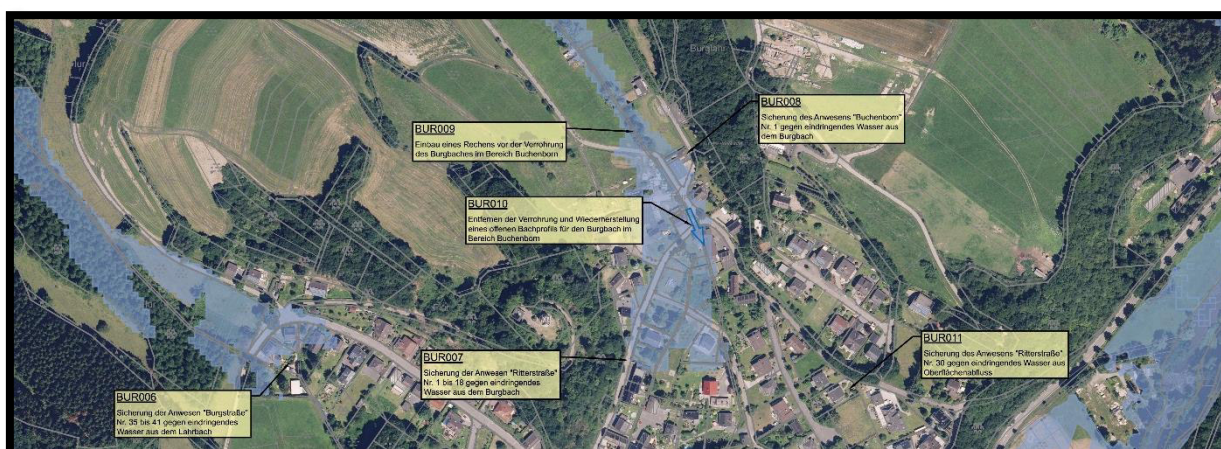 Burglahr
BUR008
Sicherung des Anwesens "Buchenborn"
Nr. 1 gegen eindringendes Wasser aus
dem Burgbach
BUR009
Einbau eines Rechens vor der Verrohrung
des Burgbaches im Bereich Buchenborn
BUR010
Entfernen der Verrohrung und Wiederherstellung
eines offenen Bachprofils für den Burgbach im
Bereich Buchenborn
BUR011
Sicherung des Anwesens "Ritterstraße"
Nr. 30 gegen eindringendes Wasser aus
Oberflächenabfluss
BUR007
Sicherung der Anwesen "Ritterstraße"
Nr. 1 bis 18 gegen eindringendes
Wasser aus dem Burgbach
BUR006
Sicherung der Anwesen "Burgstraße"
Nr. 35 bis 41 gegen eindringendes
Wasser aus dem Lahrbach